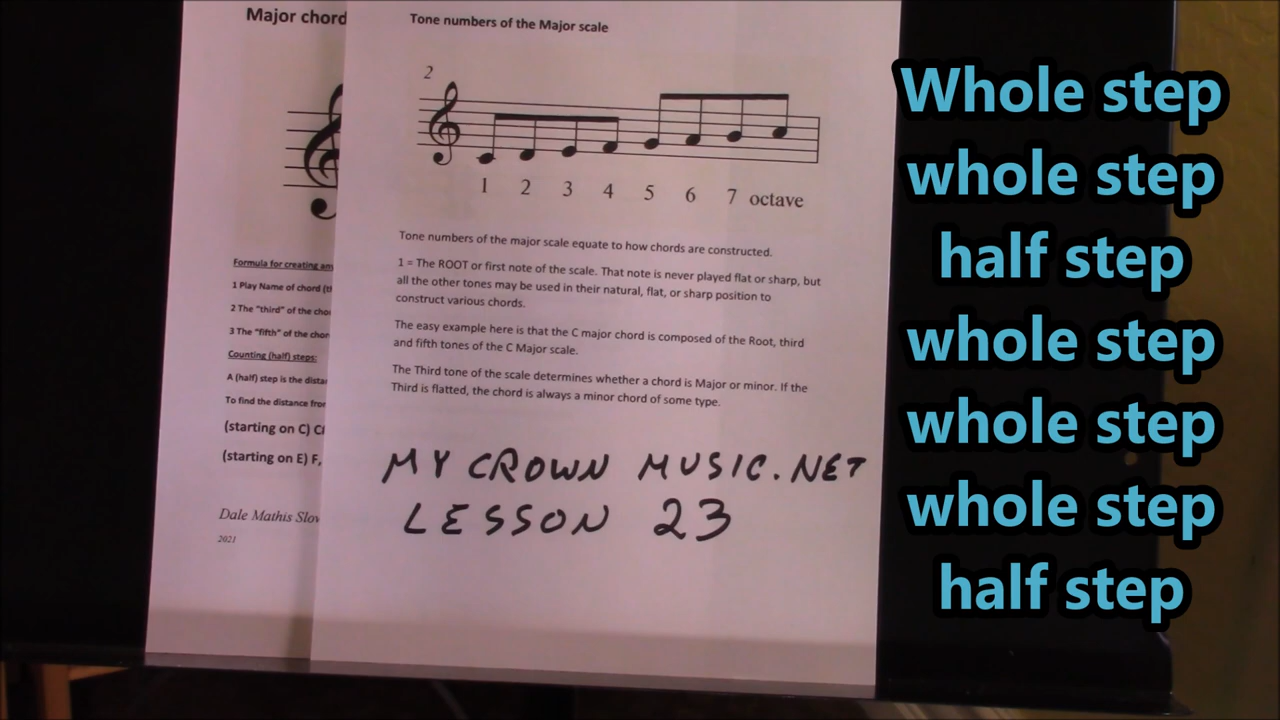 Major chord
Formula for creating
1 Play Name of chord
2 The "third" of the
3 The "fifth" of the
Counting (half) steps:
A (half) step is the
To find the distance
(starting on C)
(starting on E) F,
Dale Mathis
2021
Tone numbers of the Major scale
2
1 2 3 4 5 6 7 octave
Tone numbers of the major scale equate to how chords are constructed.
1 = The ROOT or first note of the scale. That note is never played flat or sharp, but
all the other tones may be used in their natural, flat, or sharp position to
construct various chords.
The easy example here is that the C major chord is composed of the Root, third
and fifth tones of the C Major scale.
The Third tone of the scale determines whether a chord is Major or minor. If the
Third is flatted, the chord is always a minor chord of some type.
MY CROWN MUSIC.NET
LESSON 23
Whole step
whole step
half step
whole step
whole step
whole step
half step